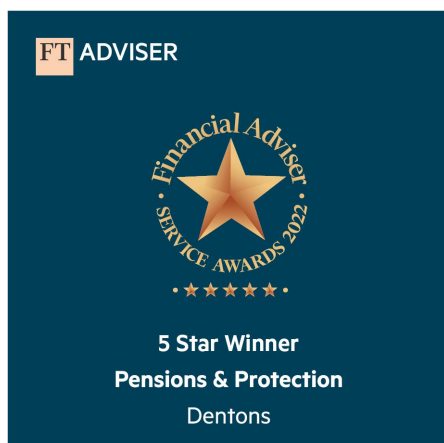 FT ADVISER
Financial Adviser
SERVICE AWARDS 2022
5 Star Winner
Pensions & Protection
Dentons